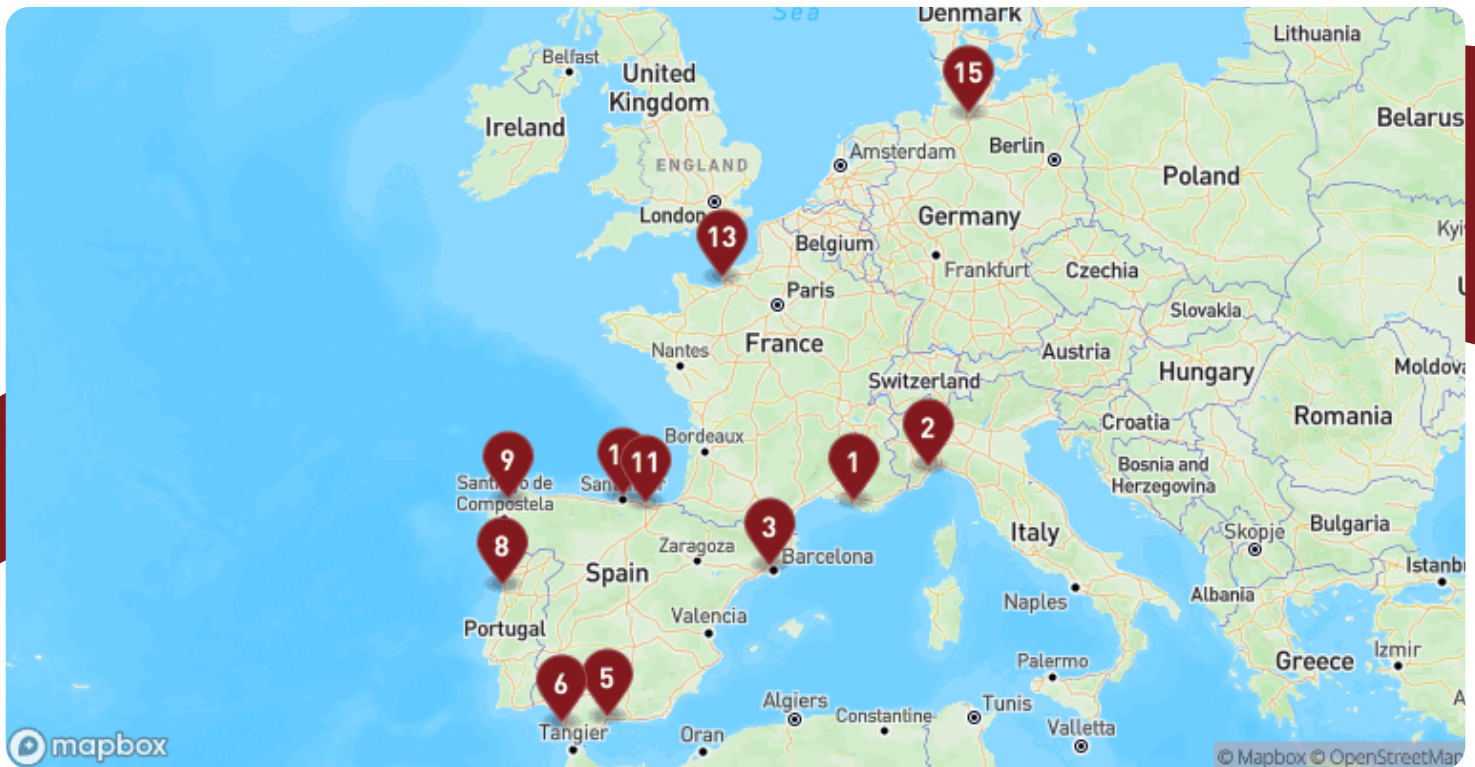 Sea
Denmark
Lithuania
15
Belfast
United
Kingdom
Ireland
Belarus
Amsterdam
Berlin
ENGLAND
Poland
London
Germany
13
Belgium
Frankfurt
Czechia
Paris
Slovakia
France
Nantes
Austria
Switzerland
Hungary
Romania
Croatia
2
Bordeaux
9
11
1
Bosnia and
Herzegovina
Santiago de
Compostela
3
Bulgaria
Italy
Skopje
8
Zaragoza
Barcelona
Spain
Naples
Albania
Valencia
Portugal
Greece
Izmir
Palermo
6
5
Algiers
Constantine
Tunis
Tangier
Oran
Valletta
mapbox
© Mapbox © OpenStreetMap